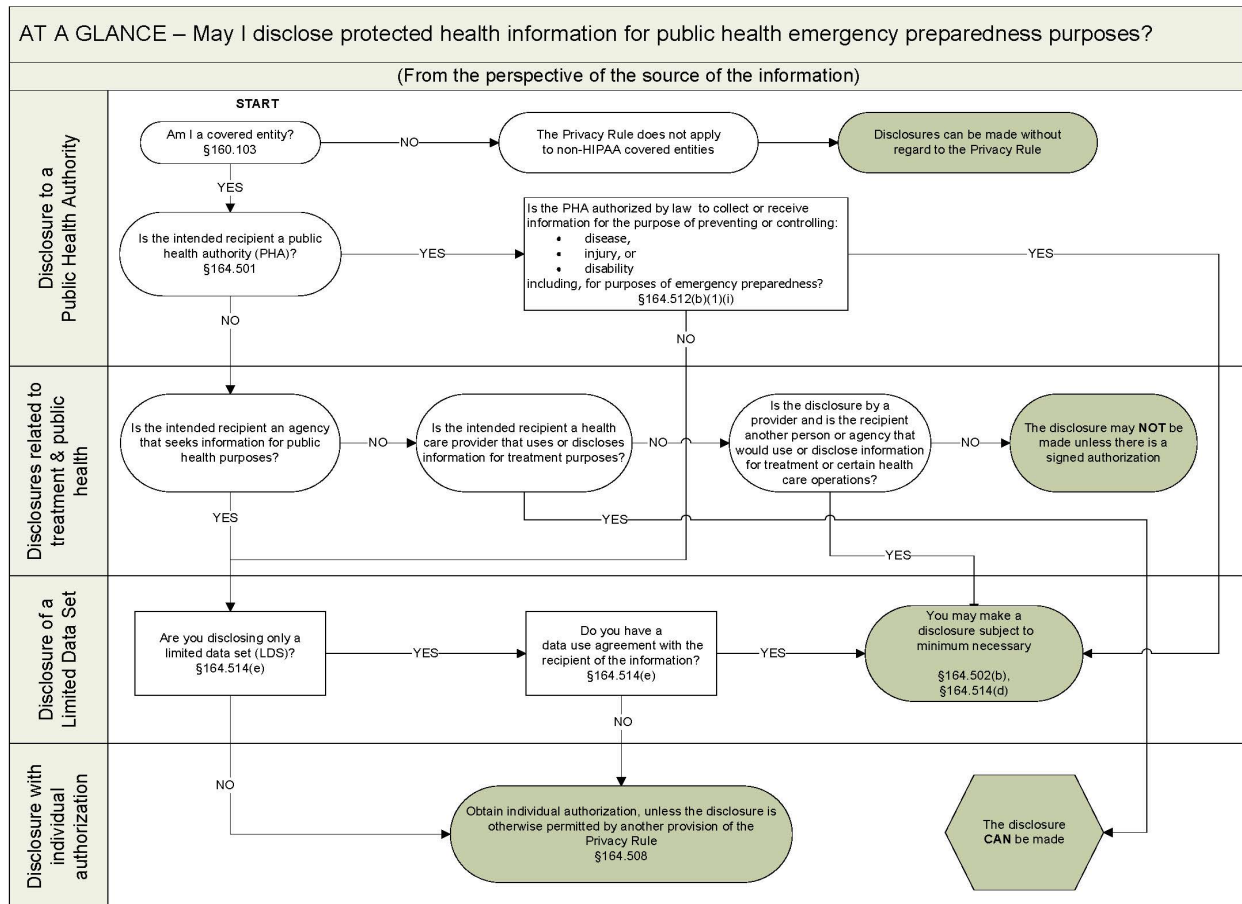 AT A GLANCE – May I disclose protected health information for public health emergency preparedness purposes?
(From the perspective of the source of the information)
Disclosure to a
Public Health Authority
START
Am I a covered entity?
§160.103
NO
The Privacy Rule does not apply
to non-HIPAA covered entities
Disclosures can be made without
regard to the Privacy Rule
YES
Is the intended recipient a public
health authority (PHA)?
§164.501
YES
Is the PHA authorized by law to collect or receive
information for the purpose of preventing or controlling:
• disease,
• injury, or
• disability
including, for purposes of emergency preparedness?
§164.512(b)(1)(i)
YES
NO
NO
Disclosures related to
treatment & public
health
Is the intended recipient an agency
that seeks information for public
health purposes?
NO
Is the intended recipient a health
care provider that uses or discloses
information for treatment purposes?
NO
Is the disclosure by a
provider and is the recipient
another person or agency that
would use or disclose information
for treatment or certain health
care operations?
NO
The disclosure may NOT be
made unless there is a
signed authorization
YES
YES
YES
Disclosure of a
Limited Data Set
Are you disclosing only a
limited data set (LDS)?
§164.514(e)
YES
Do you have a
data use agreement with the
recipient of the information?
§164.514(e)
YES
You may make a
disclosure subject to
minimum necessary
§164.502(b),
§164.514(d)
NO
NO
Disclosure with
individual
authorization
Obtain individual authorization, unless the disclosure is
otherwise permitted by another provision of the
Privacy Rule
§164.508
The disclosure
CAN be made